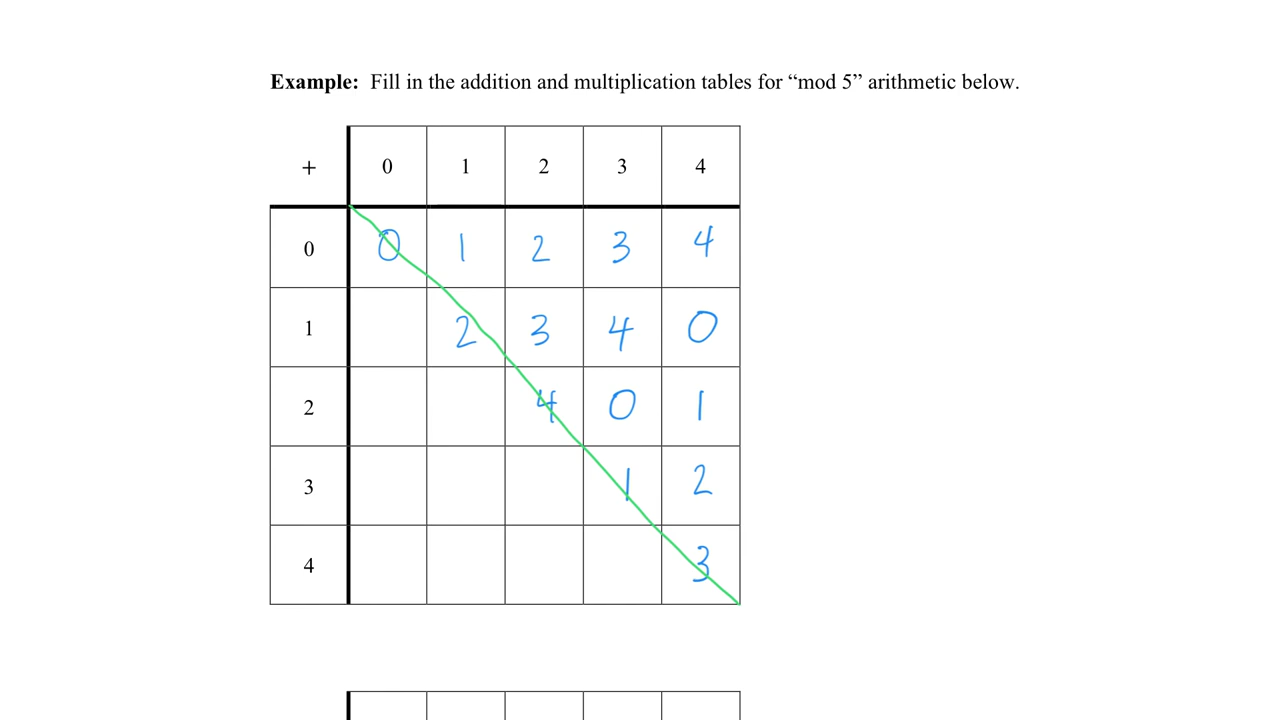 Example: Fill in the addition and multiplication tables for “mod 5” arithmetic below.
+ 0 1 2 3 4
0 0 1 2 3 4
1 2 3 4 0
2 4 0 1
3 1 2
4 3